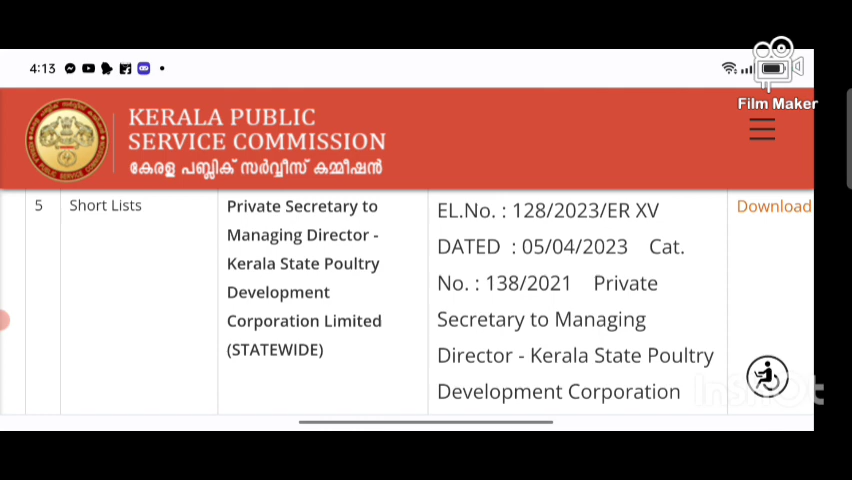 4:13
Film Maker
KERALA PUBLIC
SERVICE COMMISSION
കേരള പബ്ലിക് സർവ്വീസ് കമ്മീഷൻ
5
Short Lists
Private Secretary to
Managing Director -
Kerala State Poultry
Development
Corporation Limited
(STATEWIDE)
EL.No. : 128/2023/ER XV
DATED : 05/04/2023 Cat.
No. : 138/2021 Private
Secretary to Managing
Director - Kerala State Poultry
Development Corporation
Download
InShOt